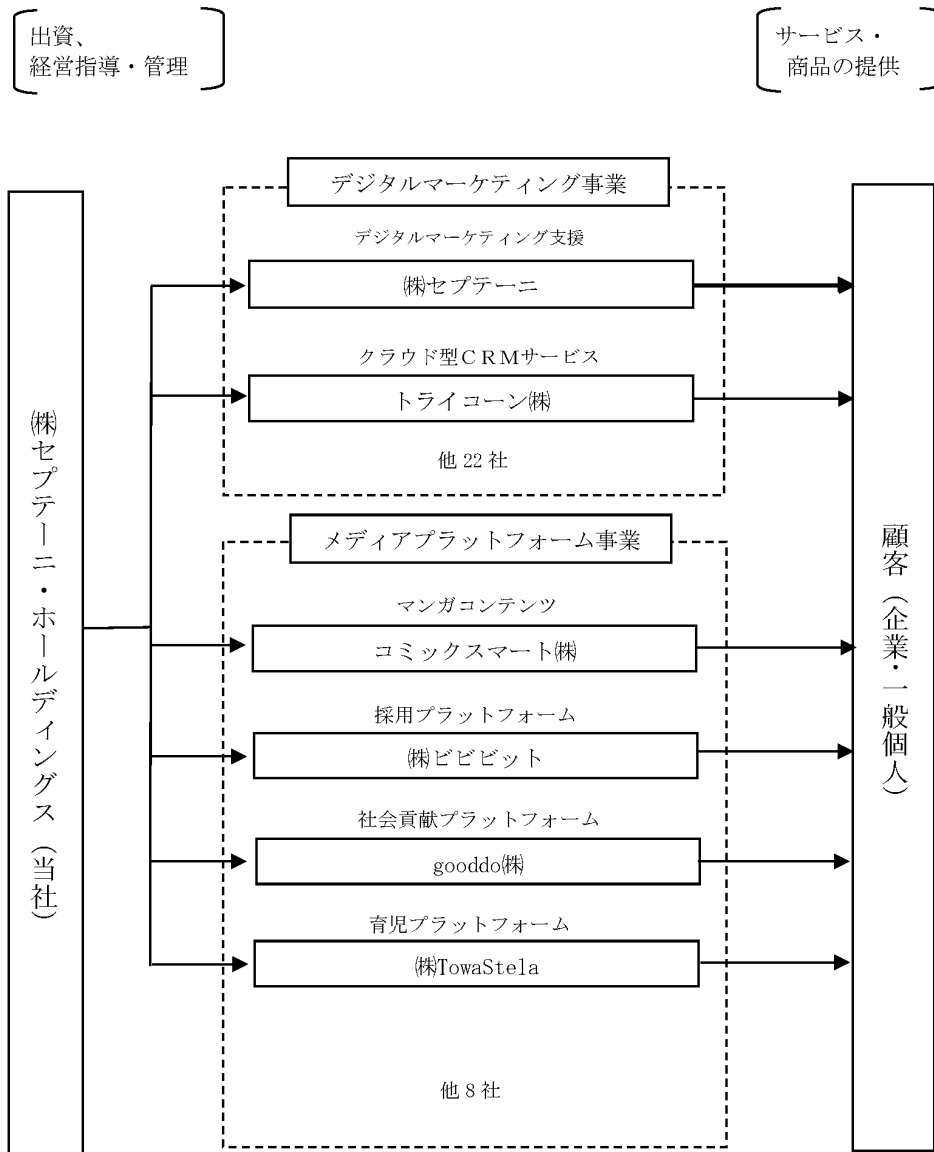 出資、
経営指導・管理
サービス・
商品の提供
㈱セプテーニ・ホールディングス（当社）
デジタルマーケティング事業
デジタルマーケティング支援
㈱セプテーニ
クラウド型ＣＲＭサービス
トライコーン㈱
他 22 社
メディアプラットフォーム事業
マンガコンテンツ
コミックスマート㈱
採用プラットフォーム
㈱ビビビット
社会貢献プラットフォーム
gooddo㈱
育児プラットフォーム
㈱TowaStela
他 8 社
顧客（企業・一般個人）